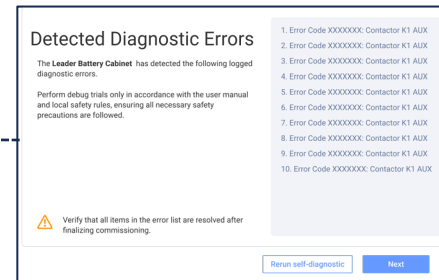 Detected Diagnostic Errors
The Leader Battery Cabinet has detected the following logged
diagnostic errors.
Perform debug trials only in accordance with the user manual
and local safety rules, ensuring all necessary safety
precautions are followed.
Verify that all items in the error list are resolved after
finalizing commissioning.
1. Error Code XXXXXXX: Contactor K1 AUX
2. Error Code XXXXXXX: Contactor K1 AUX
3. Error Code XXXXXXX: Contactor K1 AUX
4. Error Code XXXXXXX: Contactor K1 AUX
5. Error Code XXXXXXX: Contactor K1 AUX
6. Error Code XXXXXXX: Contactor K1 AUX
7. Error Code XXXXXXX: Contactor K1 AUX
8. Error Code XXXXXXX: Contactor K1 AUX
9. Error Code XXXXXXX: Contactor K1 AUX
10. Error Code XXXXXXX: Contactor K1 AUX
Rerun self-diagnostic
Next